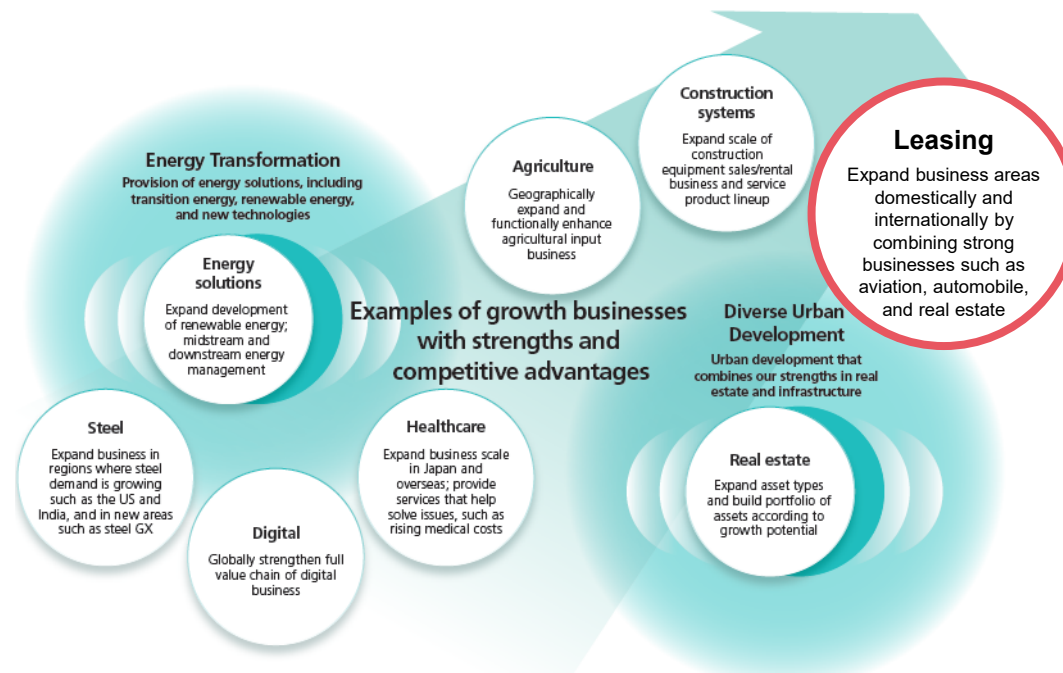 Energy Transformation
Provision of energy solutions, including
transition energy, renewable energy,
and new technologies
Energy
solutions
Expand development
of renewable energy;
midstream and
downstream energy
management
Agriculture
Geographically
expand and
functionally enhance
agricultural input
business
Construction
systems
Expand scale of
construction
equipment sales/rental
business and service
product lineup
Leasing
Expand business areas
domestically and
internationally by
combining strong
businesses such as
aviation, automobile,
and real estate
Examples of growth businesses
with strengths and
competitive advantages
Diverse Urban
Development
Urban development that
combines our strengths in real
estate and infrastructure
Steel
Expand business in
regions where steel
demand is growing
such as the US and
India, and in new areas
such as steel GX
Digital
Globally strengthen full
value chain of digital
business
Healthcare
Expand business scale
in Japan and
overseas; provide
services that help
solve issues, such as
rising medical costs
Real estate
Expand asset types
and build portfolio of
assets according to
growth potential